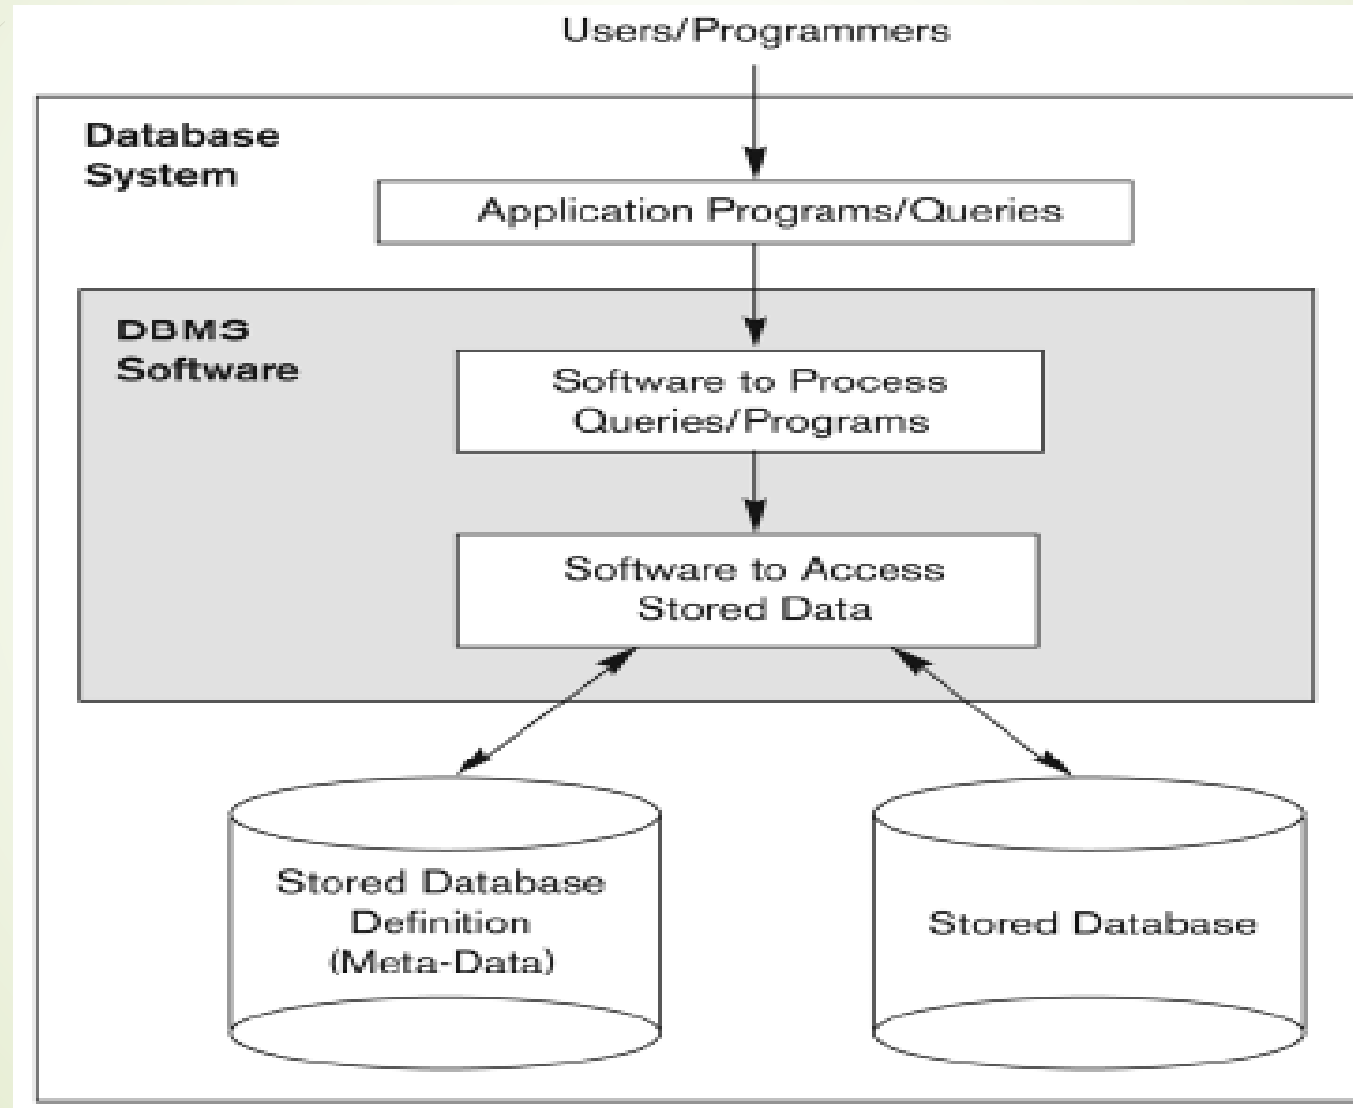 Users/Programmers
Database
System
Application Programs/Queries
DBMS
Software
Software to Process
Queries/Programs
Software to Access
Stored Data
Stored Database
Definition
(Meta-Data)
Stored Database